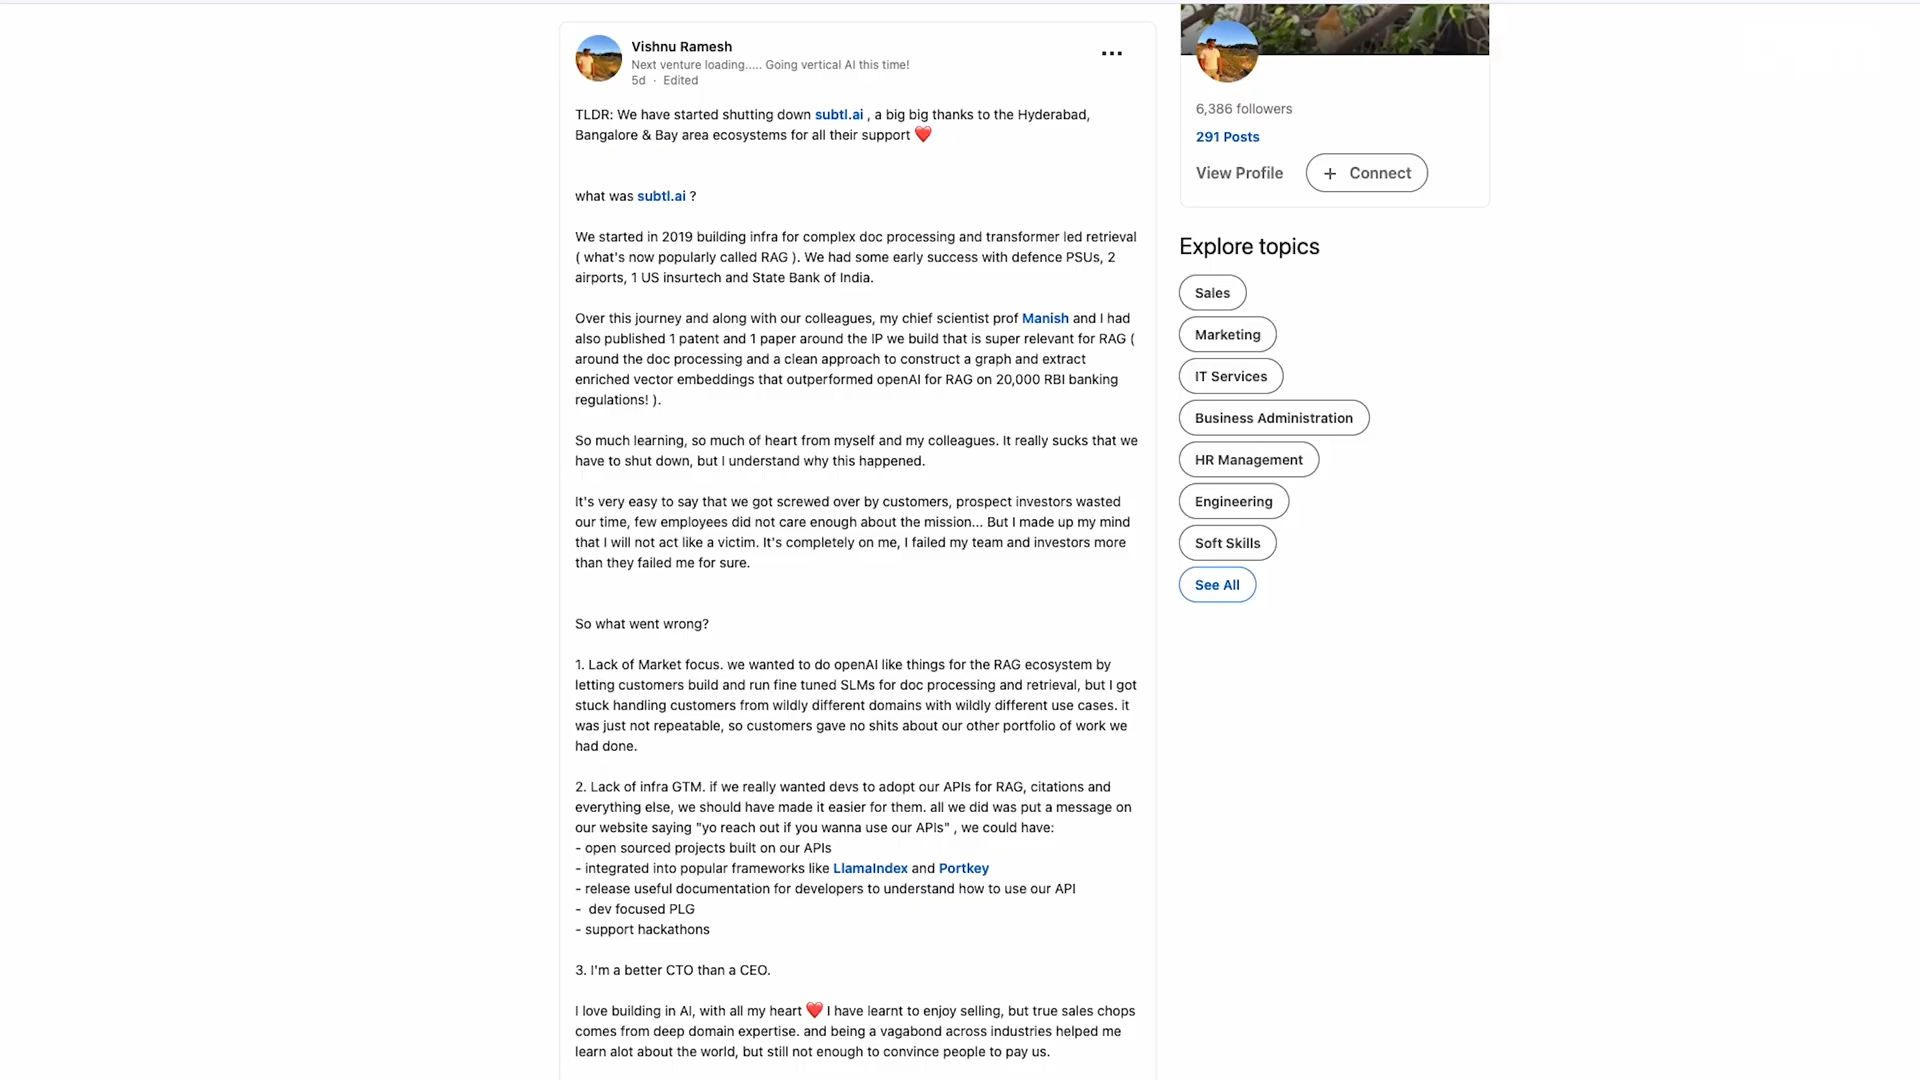 Vishnu Ramesh
Next venture loading..... Going vertical AI this time!
5d · Edited
TLDR: We have started shutting down subtl.ai , a big big thanks to the Hyderabad,
Bangalore & Bay area ecosystems for all their support ❤️
what was subtl.ai ?
We started in 2019 building infra for complex doc processing and transformer led retrieval
( what's now popularly called RAG ). We had some early success with defence PSUs, 2
airports, 1 US insurtech and State Bank of India.
Over this journey and along with our colleagues, my chief scientist prof Manish and I had
also published 1 patent and 1 paper around the IP we build that is super relevant for RAG (
around the doc processing and a clean approach to construct a graph and extract
enriched vector embeddings that outperformed openAI for RAG on 20,000 RBI banking
regulations! ).
So much learning, so much of heart from myself and my colleagues. It really sucks that we
have to shut down, but I understand why this happened.
It's very easy to say that we got screwed over by customers, prospect investors wasted
our time, few employees did not care enough about the mission... But I made up my mind
that I will not act like a victim. It's completely on me, I failed my team and investors more
than they failed me for sure.
So what went wrong?
1. Lack of Market focus. we wanted to do openAI like things for the RAG ecosystem by
letting customers build and run fine tuned SLMs for doc processing and retrieval, but I got
stuck handling customers from wildly different domains with wildly different use cases. it
was just not repeatable, so customers gave no shits about our other portfolio of work we
had done.
2. Lack of infra GTM. if we really wanted devs to adopt our APIs for RAG, citations and
everything else, we should have made it easier for them. all we did was put a message on
our website saying "yo reach out if you wanna use our APIs" , we could have:
- open sourced projects built on our APIs
- integrated into popular frameworks like LlamaIndex and Portkey
- release useful documentation for developers to understand how to use our API
- dev focused PLG
- support hackathons
3. I'm a better CTO than a CEO.
I love building in AI, with all my heart ❤️ I have learnt to enjoy selling, but true sales chops
comes from deep domain expertise. and being a vagabond across industries helped me
learn alot about the world, but still not enough to convince people to pay us.
6,386 followers
291 Posts
View Profile
+ Connect
Explore topics
Sales
Marketing
IT Services
Business Administration
HR Management
Engineering
Soft Skills
See All